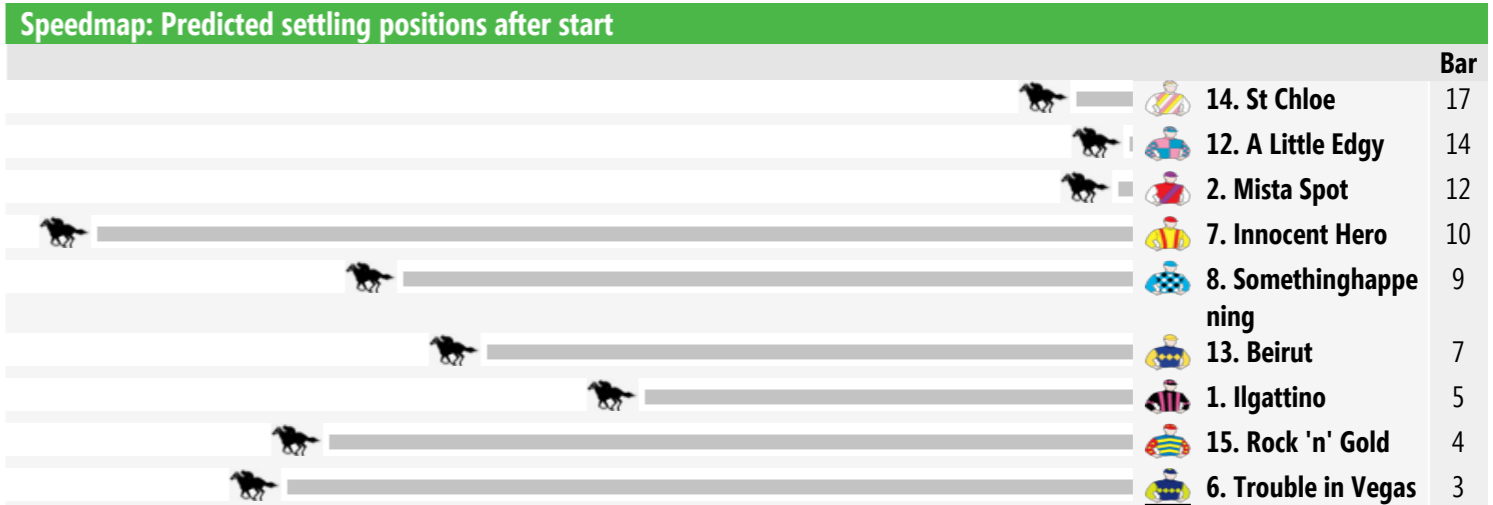 Speedmap: Predicted settling positions after start
Bar
14. St Chloe 17
12. A Little Edgy 14
2. Mista Spot 12
7. Innocent Hero 10
8. Somethinghappe 9
ning
13. Beirut 7
1. Ilgattino 5
15. Rock 'n' Gold 4
6. Trouble in Vegas 3